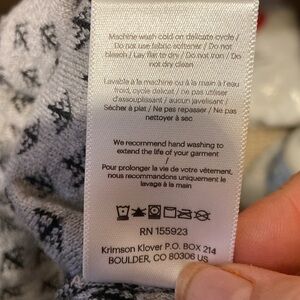 Machine wash cold on delicate cycle /
Do not use fabric softener / Do not
bleach / Lay flat to dry / Do not iron / Do
not dry clean
Lavable à la machine ou à la main à l'eau
froid, cycle délicat / ne pas utiliser
d'assouplissant / aucun javellisant /
Sécher à plat / Ne pas repasser / Ne pas
nettoyer à sec
We recommend hand washing to
extend the life of your garment
/
Pour prolonger la vie de votre vêtement,
nous recommandons uniquement le
lavage à la main
RN 155923
Krimson Klover P.O. BOX 214
BOULDER, CO 80306 US